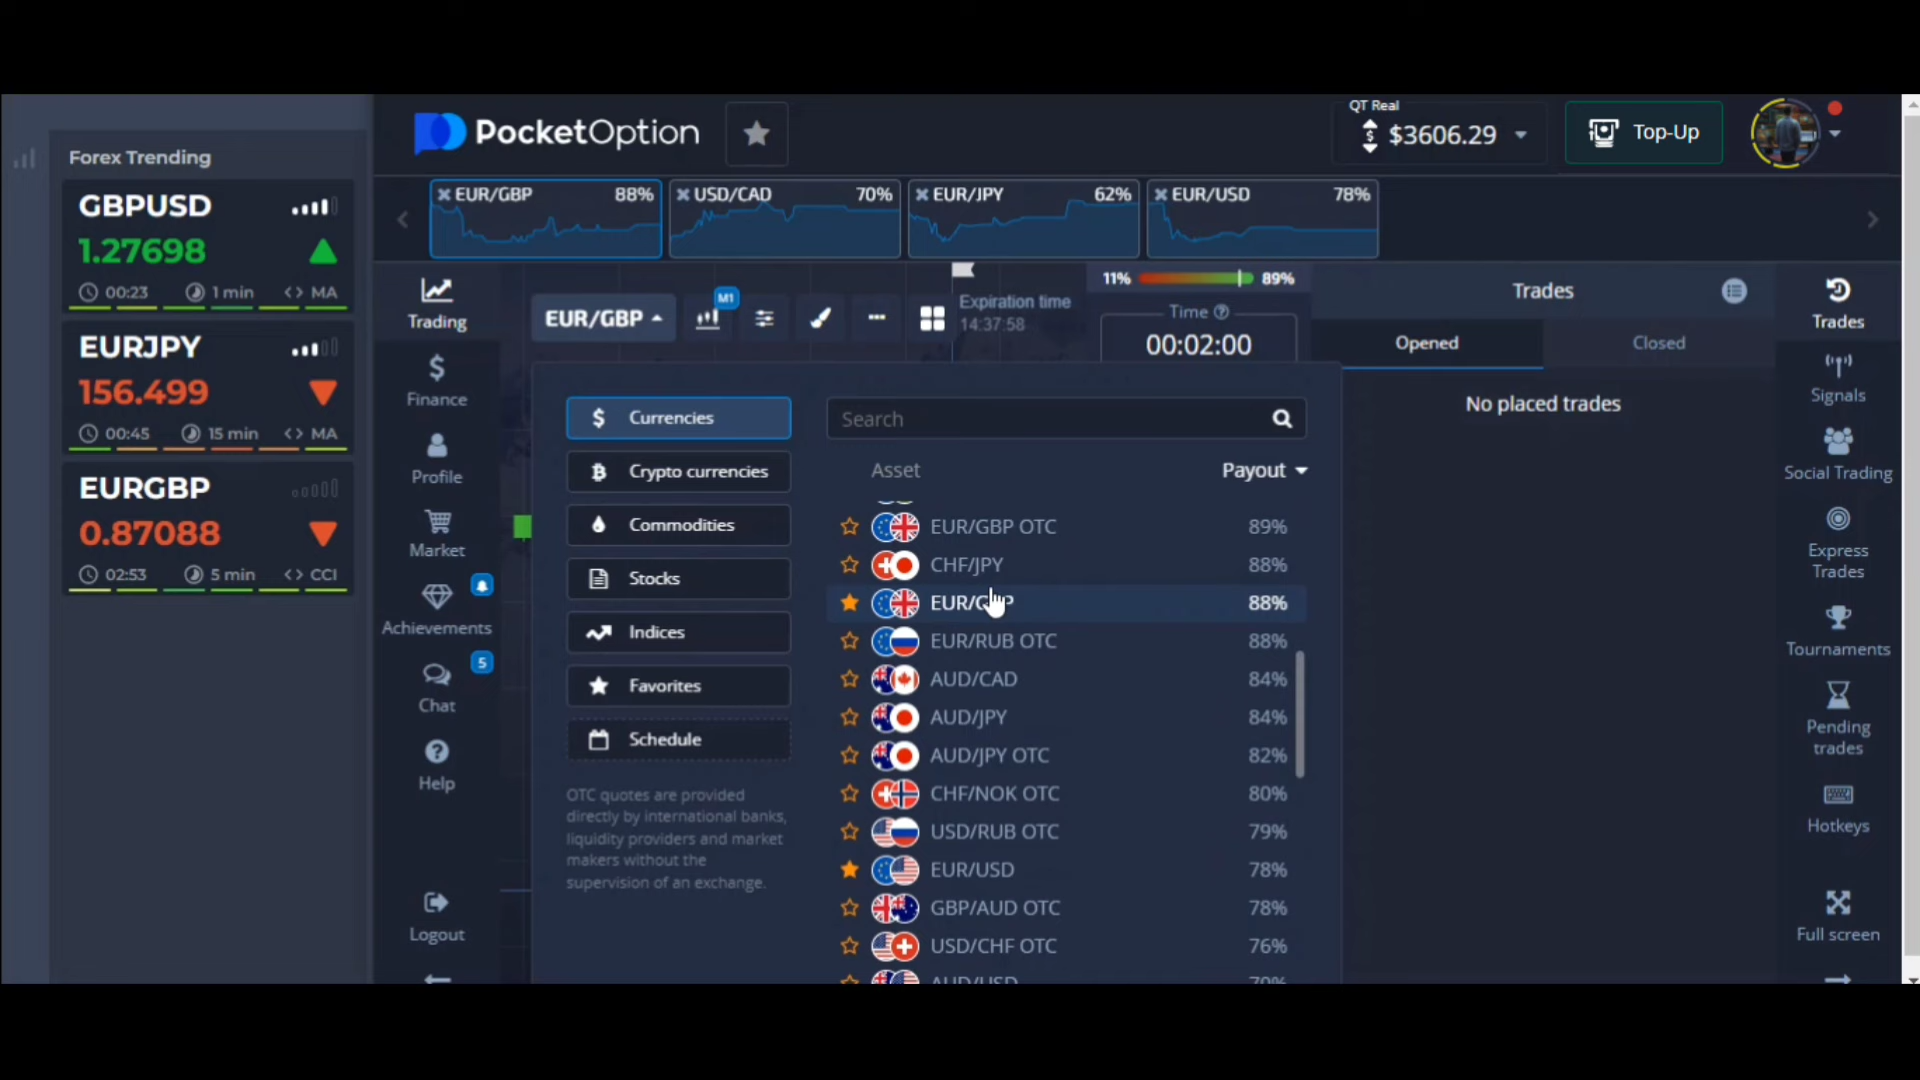 Forex Trending
GBPUSD
1.27698
00:23 1 min <> MA
EURJPY
156.499
00:45 15 min <> MA
EURGBP
0.87088
02:53 5 min <> CCI
PocketOption
QT Real
$3606.29
Top-Up
EUR/GBP 88%
USD/CAD 70%
EUR/JPY 62%
EUR/USD 78%
Trading
Finance
Profile
Market
Achievements
5
Chat
Help
Logout
EUR/GBP
M1
Expiration time
14:37:58
11% 89%
Time
00:02:00
Currencies
Crypto currencies
Commodities
Stocks
Indices
Favorites
Schedule
OTC quotes are provided
directly by international banks,
liquidity providers and market
makers without the
supervision of an exchange.
Search
Asset Payout
EUR/GBP OTC 89%
CHF/JPY 88%
EUR/GBP 88%
EUR/RUB OTC 88%
AUD/CAD 84%
AUD/JPY 84%
AUD/JPY OTC 82%
CHF/NOK OTC 80%
USD/RUB OTC 79%
EUR/USD 78%
GBP/AUD OTC 78%
USD/CHF OTC 76%
Trades
Opened Closed
No placed trades
Trades
Signals
Social Trading
Express
Trades
Tournaments
Pending
trades
Hotkeys
Full screen